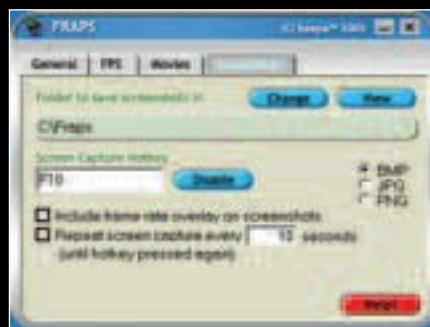 FRAPS
General FPS Movies
Folder to save screenshots in Change View
C:\Fraps
Screen Capture Hotkey
F10 Disable
BMP
JPG
PNG
Include frame rate overlay on screenshots
Repeat screen capture every 10 seconds
(until hotkey pressed again)
Help!